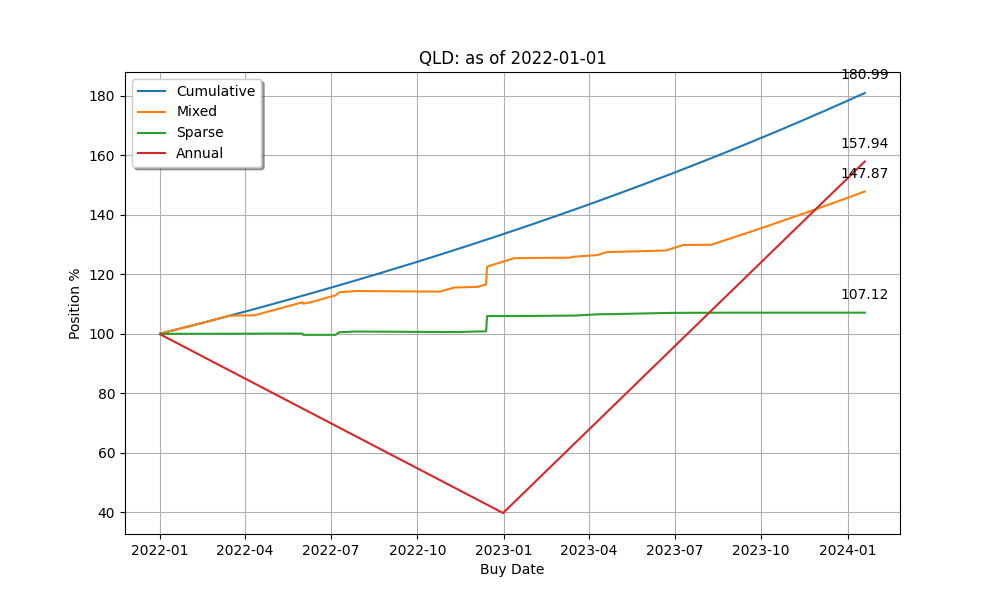 QLD: as of 2022-01-01
Cumulative
Mixed
Sparse
Annual
180.99
157.94
147.87
107.12
Position %
180
160
140
120
100
80
60
40
2022-01 2022-04 2022-07 2022-10 2023-01 2023-04 2023-07 2023-10 2024-01
Buy Date